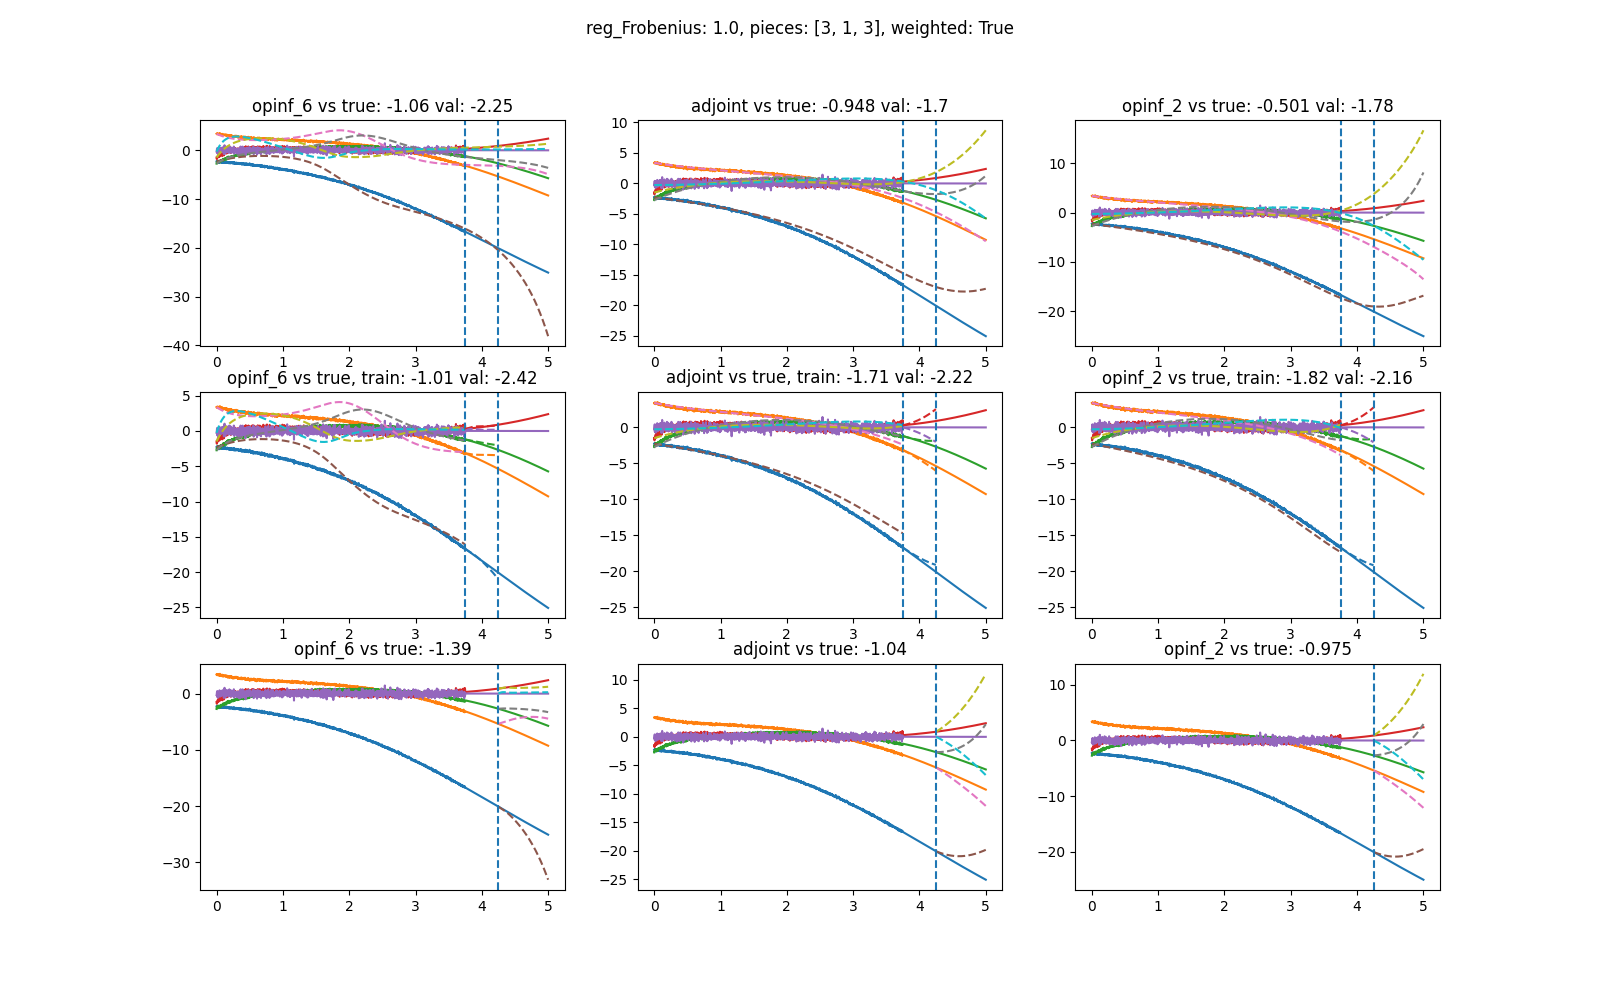 reg_Frobenius: 1.0, pieces: [3, 1, 3], weighted: True
opinf_6 vs true: -1.06 val: -2.25
0
−10
−20
−30
−40
0 1 2 3 4 5
adjoint vs true: -0.948 val: -1.7
10
5
0
−5
−10
−15
−20
−25
0 1 2 3 4 5
opinf_2 vs true: -0.501 val: -1.78
10
0
−10
−20
0 1 2 3 4 5
opinf_6 vs true, train: -1.01 val: -2.42
5
0
−5
−10
−15
−20
−25
0 1 2 3 4 5
adjoint vs true, train: -1.71 val: -2.22
0
−5
−10
−15
−20
−25
0 1 2 3 4 5
opinf_2 vs true, train: -1.82 val: -2.16
0
−5
−10
−15
−20
−25
0 1 2 3 4 5
opinf_6 vs true: -1.39
0
−10
−20
−30
0 1 2 3 4 5
adjoint vs true: -1.04
10
5
0
−5
−10
−15
−20
−25
0 1 2 3 4 5
opinf_2 vs true: -0.975
10
0
−10
−20
0 1 2 3 4 5